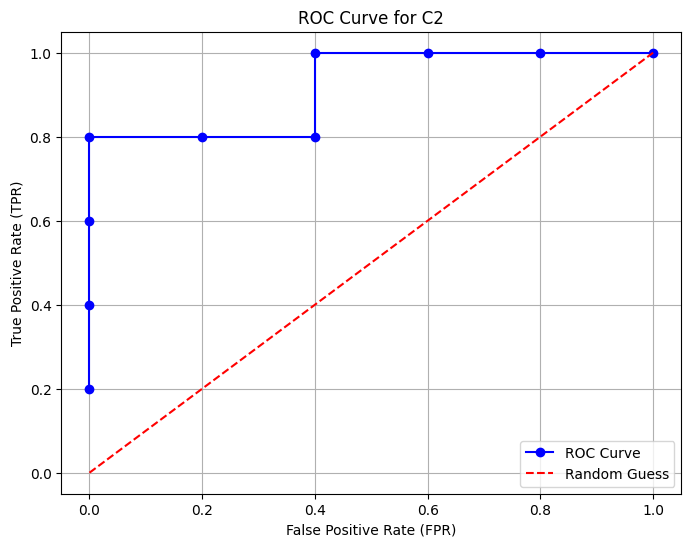 ROC Curve for C2
True Positive Rate (TPR)
1.0
0.8
0.6
0.4
0.2
0.0
0.0 0.2 0.4 0.6 0.8 1.0
False Positive Rate (FPR)
ROC Curve
Random Guess